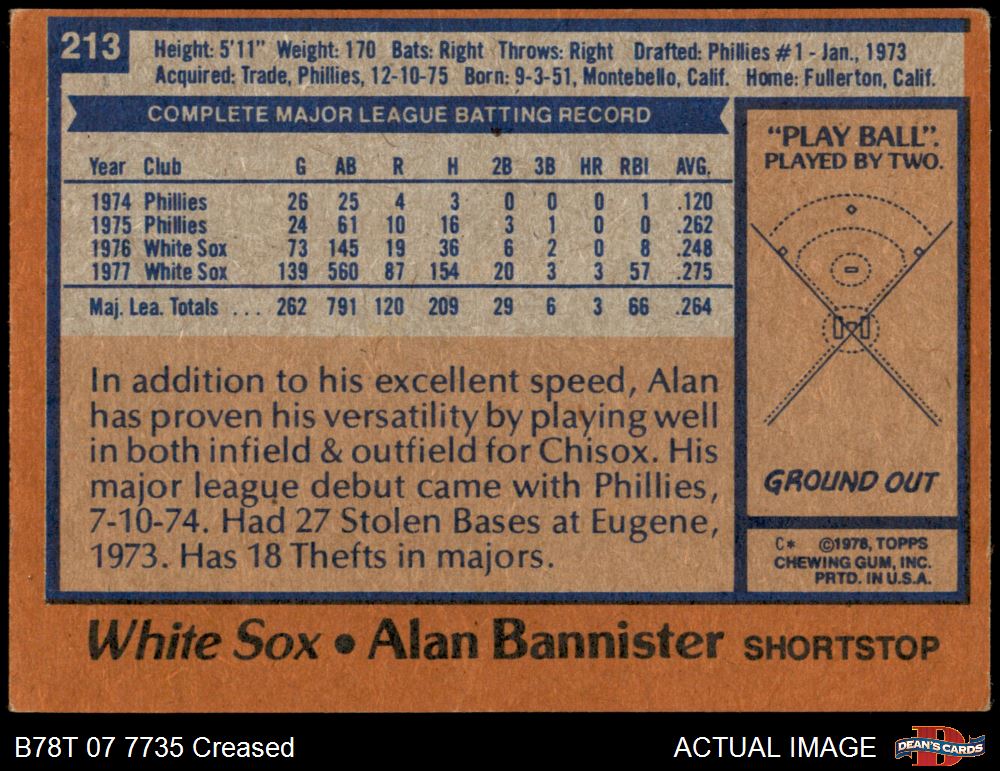 213
Height: 5'11" Weight: 170 Bats: Right Throws: Right Drafted: Phillies #1 - Jan., 1973
Acquired: Trade, Phillies, 12-10-75 Born: 9-3-51, Montebello, Calif. Home: Fullerton, Calif.
COMPLETE MAJOR LEAGUE BATTING RECORD
Year Club G AB R H 2B 3B HR RBI AVG.
1974 Phillies 26 25 4 3 0 0 0 1 .120
1975 Phillies 24 61 10 16 3 1 0 0 .262
1976 White Sox 73 145 19 36 6 2 0 8 .248
1977 White Sox 139 560 87 154 20 3 3 57 .275
Maj. Lea. Totals ... 262 791 120 209 29 6 3 66 .264
In addition to his excellent speed, Alan
has proven his versatility by playing well
in both infield & outfield for Chisox. His
major league debut came with Phillies,
7-10-74. Had 27 Stolen Bases at Eugene,
1973. Has 18 Thefts in majors.
"PLAY BALL".
PLAYED BY TWO.
GROUND OUT
C* ©1978, TOPPS
CHEWING GUM, INC.
PRTD. IN U.S.A.
White Sox • Alan Bannister SHORTSTOP
B78T 07 7735 Creased
ACTUAL IMAGE
DEAN'S CARDS